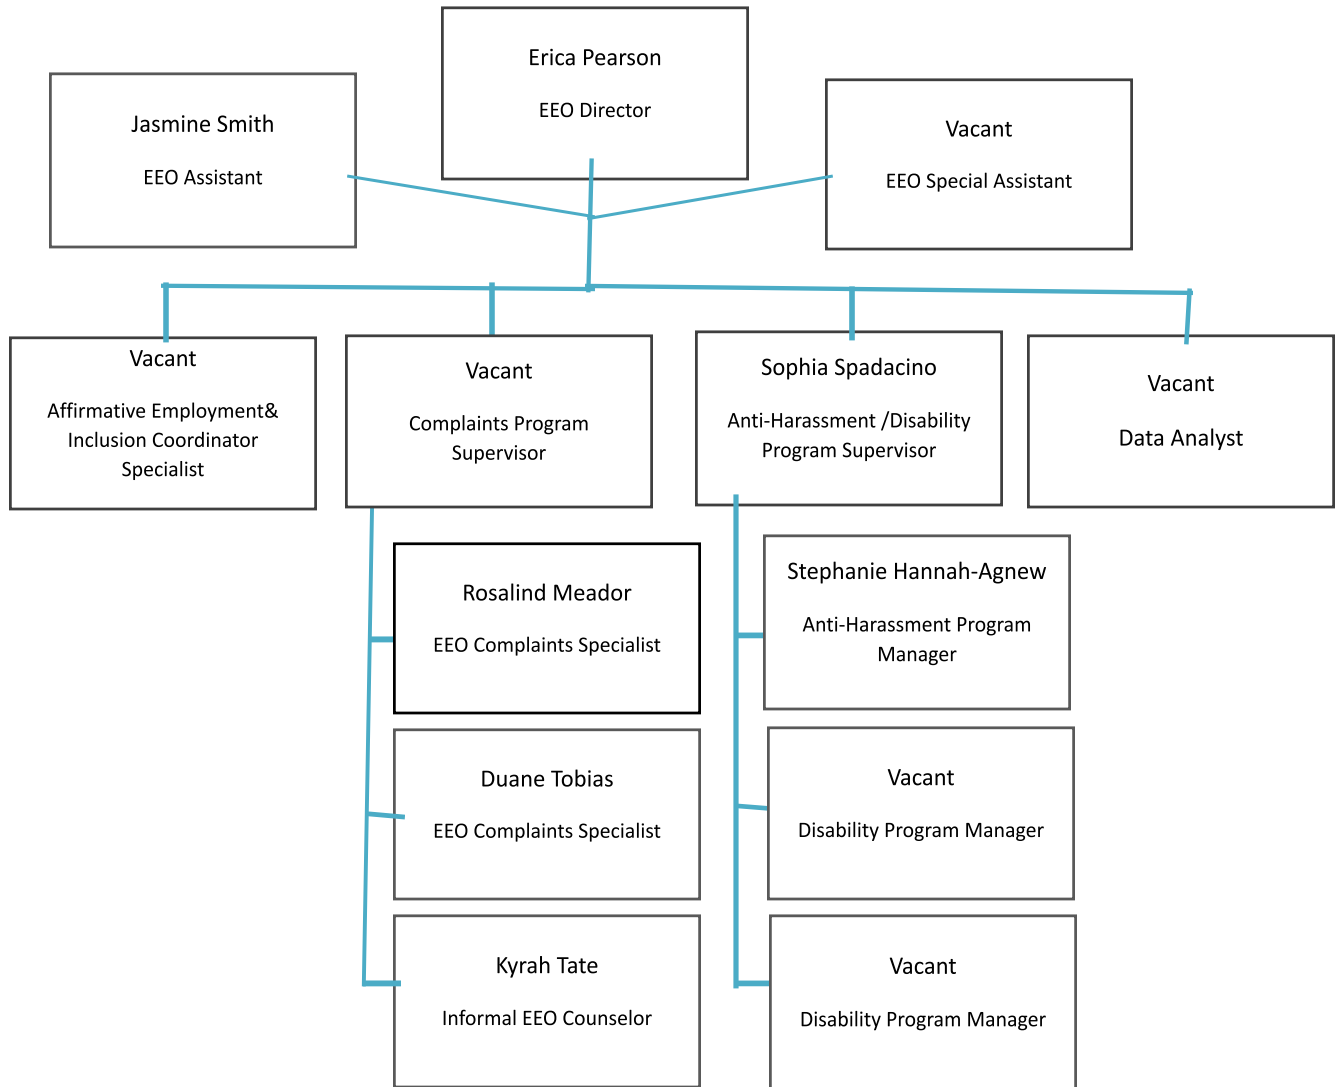 Erica Pearson
EEO Director
Jasmine Smith
EEO Assistant
Vacant
EEO Special Assistant
Vacant
Affirmative Employment&
Inclusion Coordinator
Specialist
Vacant
Complaints Program
Supervisor
Sophia Spadacino
Anti-Harassment /Disability
Program Supervisor
Vacant
Data Analyst
Rosalind Meador
EEO Complaints Specialist
Duane Tobias
EEO Complaints Specialist
Kyrah Tate
Informal EEO Counselor
Stephanie Hannah-Agnew
Anti-Harassment Program
Manager
Vacant
Disability Program Manager
Vacant
Disability Program Manager